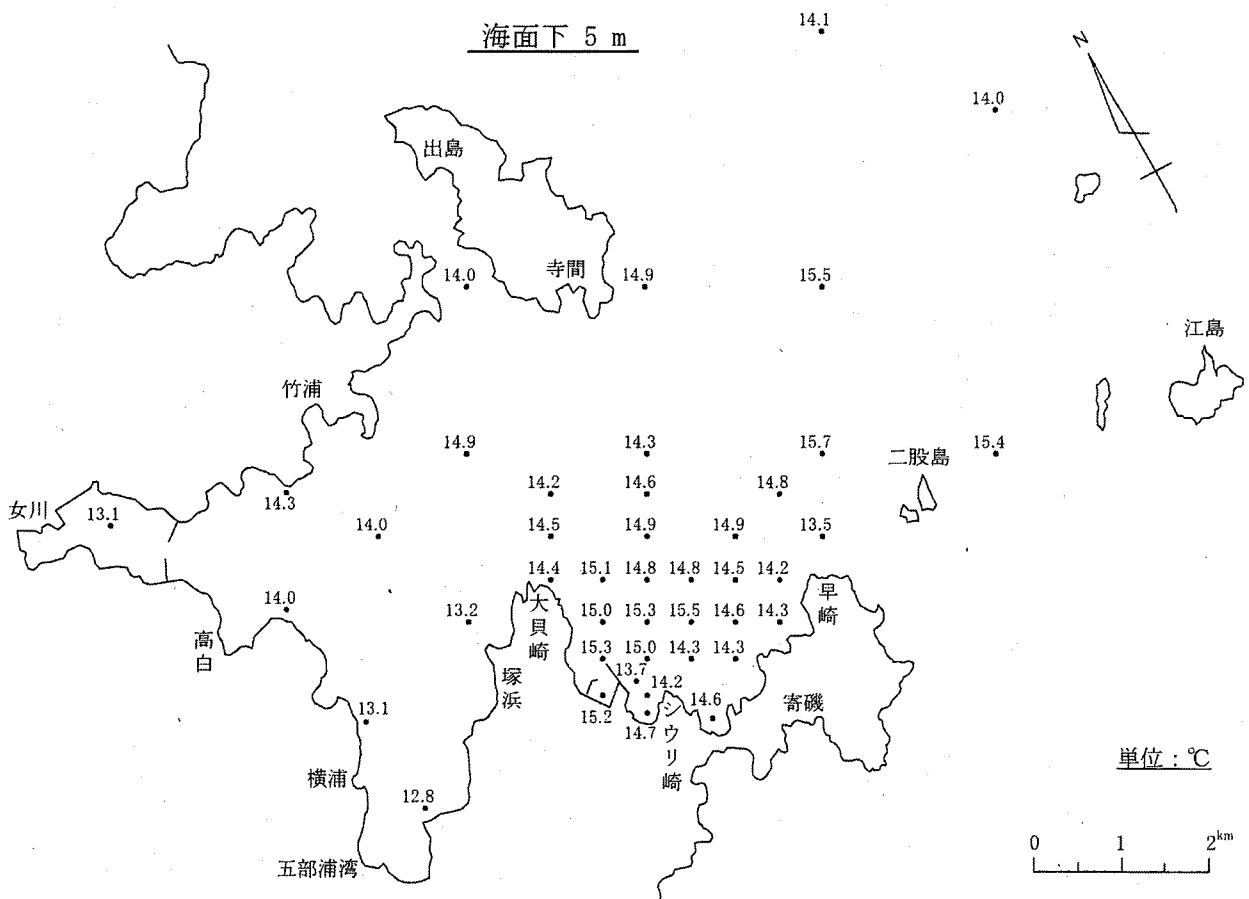 海面下 5 m
14.1
N
14.0
出島
寺間
14.0
14.9
15.5
江島
竹浦
14.9
14.3
15.7
二股島
15.4
14.2
14.6
14.8
女川
13.1
14.3
14.0
14.5
14.9
14.9
13.5
14.4
15.1
14.8
14.8
14.5
14.2
14.0
13.2
大貝崎
15.0
15.3
15.5
14.6
14.3
早崎
高白
15.3
15.0
14.3
14.3
塚浜
13.7
14.2
15.2
14.7
シウリ崎
14.6
寄磯
13.1
横浦
12.8
五部浦湾
単位：℃
0 1 2km